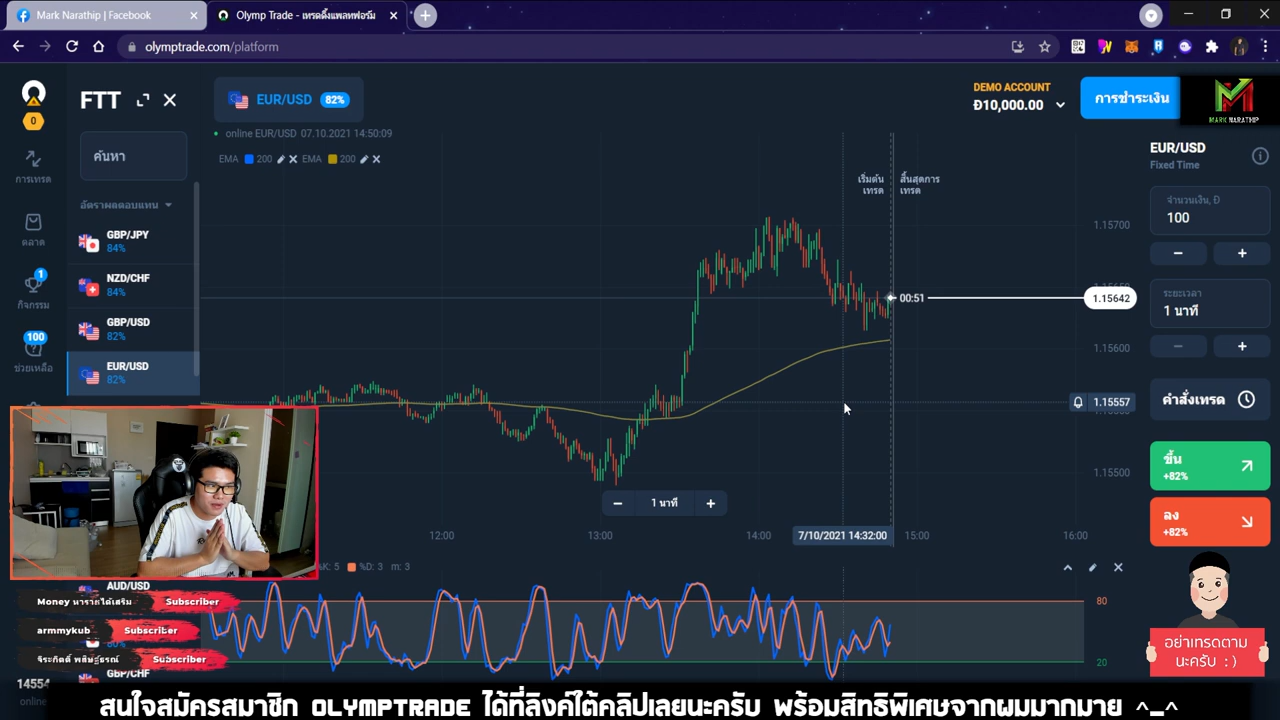 Mark Narathip | Facebook
Olymp Trade - เทรดดิ้งแพลทฟอร์ม
olymptrade.com/platform
0
การเทรด
ตลาด
1
กิจกรรม
100
ช่วยเหลือ
FTT
ค้นหา
อัตราผลตอบแทน
GBP/JPY
84%
NZD/CHF
84%
GBP/USD
82%
EUR/USD
82%
EUR/USD 82%
online EUR/USD 07.10.2021 14:50:09
EMA 200 EMA 200
DEMO ACCOUNT
Ð10,000.00
การชำระเงิน
MARK NARATHIP
เริ่มต้น
เทรด
สิ้นสุดการ
เทรด
1.15700
00:51
1.15642
1.15600
1.15557
1.15500
− 1 นาที +
12:00 13:00 14:00 7/10/2021 14:32:00 15:00 16:00
EUR/USD
Fixed Time
จำนวนเงิน, Ð
100
− +
ระยะเวลา
1 นาที
− +
คำสั่งเทรด
ขึ้น
+82%
ลง
+82%
%K: 5 %D: 3 m: 3
80
20
AUD/USD
Subscriber
armmykub Subscriber
80%
Subscriber
GBP/CHF
14554
online
อย่าเทรดตาม
นะครับ : )
สนใจสมัครสมาชิก OLYMPTRADE ได้ที่ลิงค์ใต้คลิปเลยนะครับ พร้อมสิทธิพิเศษจากผมมากมาย ^_^